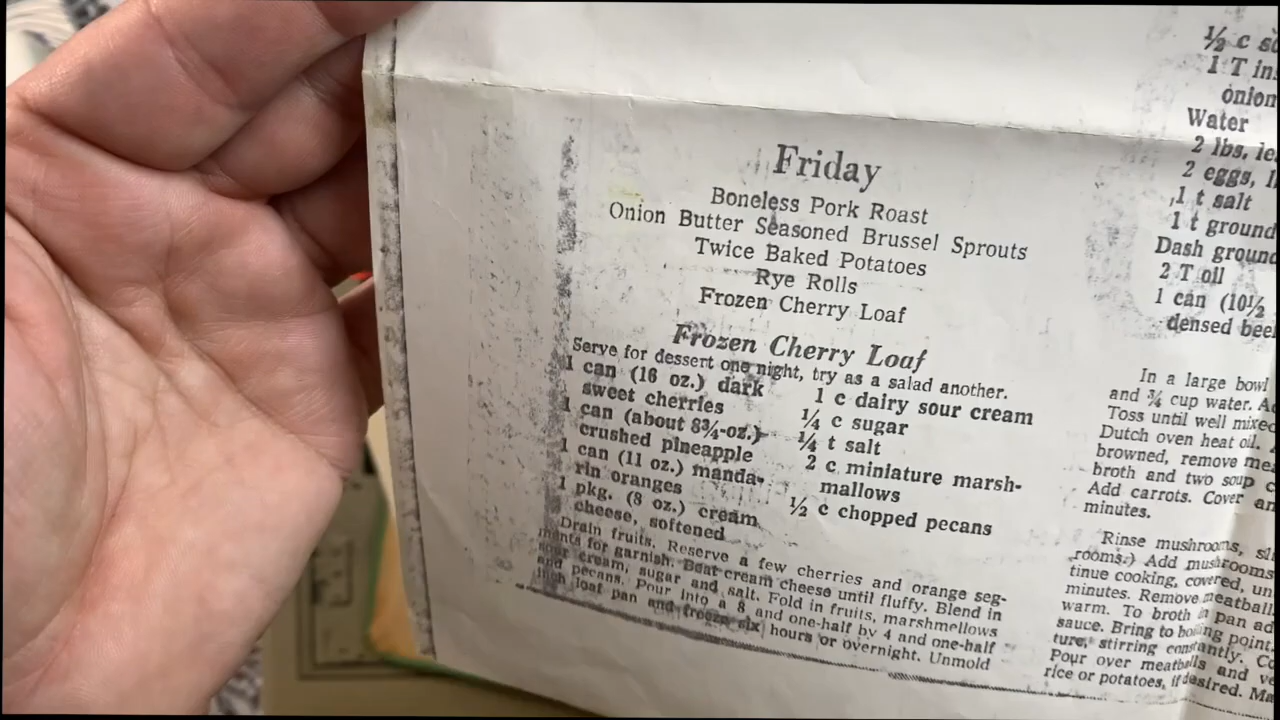 Friday
Boneless Pork Roast
Onion Butter Seasoned Brussel Sprouts
Twice Baked Potatoes
Rye Rolls
Frozen Cherry Loaf
Frozen Cherry Loaf
Serve for dessert one night, try as a salad another.
1 can (16 oz.) dark
sweet cherries
1 can (about 8¾-oz.)
crushed pineapple
1 can (11 oz.) manda-
rin oranges
1 pkg. (8 oz.) cream
cheese, softened
1 c dairy sour cream
¼ c sugar
¼ t salt
2 c miniature marsh-
mallows
½ c chopped pecans
Drain fruits. Reserve a few cherries and orange seg-
ments for garnish. Beat cream cheese until fluffy. Blend in
sour cream, sugar and salt. Fold in fruits, marshmellows
and pecans. Pour into a 8 and one-half by 4 and one-half
inch loaf pan and freeze six hours or overnight. Unmold
½ c
1 T
onion
Water
2 lbs,
2 eggs,
1 t salt
1 t ground
Dash ground
2 T oil
1 can (10½
densed
In a large bowl
and ¾ cup water.
Toss until well mixed
Dutch oven heat oil.
browned, remove
broth and two soup
Add carrots. Cover
minutes.
Rinse mushrooms,
rooms.) Add mushrooms
tinue cooking, covered,
minutes. Remove meatball
warm. To broth in pan
sauce. Bring to boiling point.
ture, stirring constantly.
Pour over meatballs and
rice or potatoes, if desired.